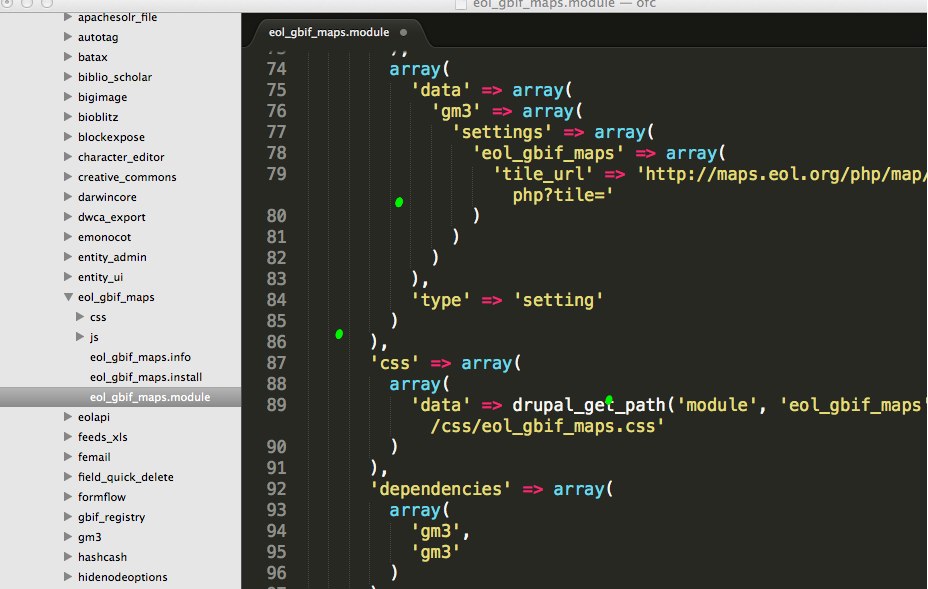 eol_gbif_maps.module — ofc
apachesolr_file
autotag
batax
biblio_scholar
bigimage
bioblitz
blockexpose
character_editor
creative_commons
darwincore
dwca_export
emonocot
entity_admin
entity_ui
eol_gbif_maps
css
js
eol_gbif_maps.info
eol_gbif_maps.install
eol_gbif_maps.module
eolapi
feeds_xls
femail
field_quick_delete
formflow
gbif_registry
gm3
hashcash
hidenodeoptions
eol_gbif_maps.module
73 ),
74 array(
75 'data' => array(
76 'gm3' => array(
77 'settings' => array(
78 'eol_gbif_maps' => array(
79 'tile_url' => 'http://maps.eol.org/php/map/
php?tile='
80 )
81 )
82 )
83 ),
84 'type' => 'setting'
85 )
86 ),
87 'css' => array(
88 array(
89 'data' => drupal_get_path('module', 'eol_gbif_maps'
/css/eol_gbif_maps.css'
90 )
91 ),
92 'dependencies' => array(
93 array(
94 'gm3',
95 'gm3'
96 )